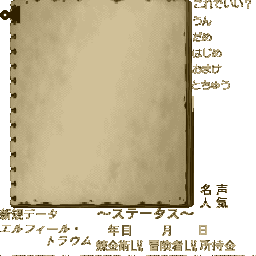 これでいい？
うん
だめ
はじめ
おまけ
とちゅう
名声
人気
新規データ
～ステータス～
エルフィール・
トラウム
年目 月 日
錬金術LV. 冒険者LV. 所持金